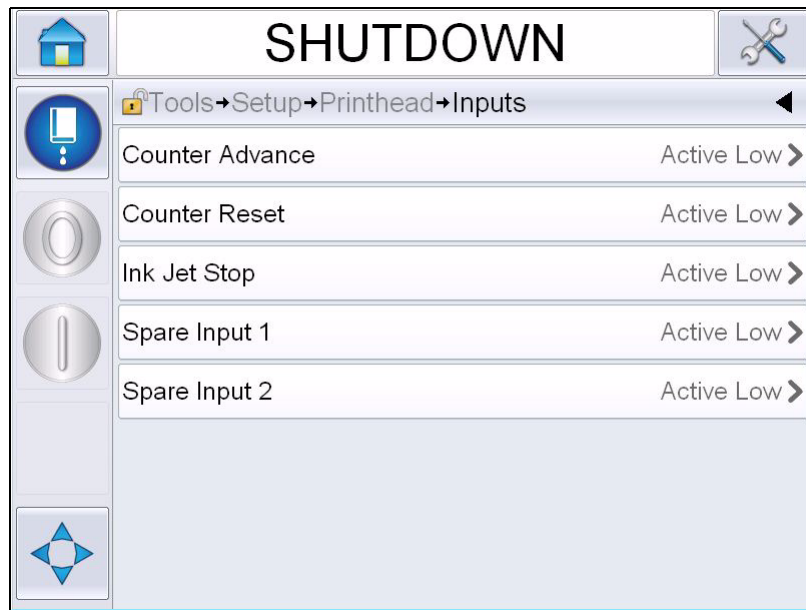 SHUTDOWN
Tools→Setup→Printhead→Inputs
Counter Advance Active Low
Counter Reset Active Low
Ink Jet Stop Active Low
Spare Input 1 Active Low
Spare Input 2 Active Low